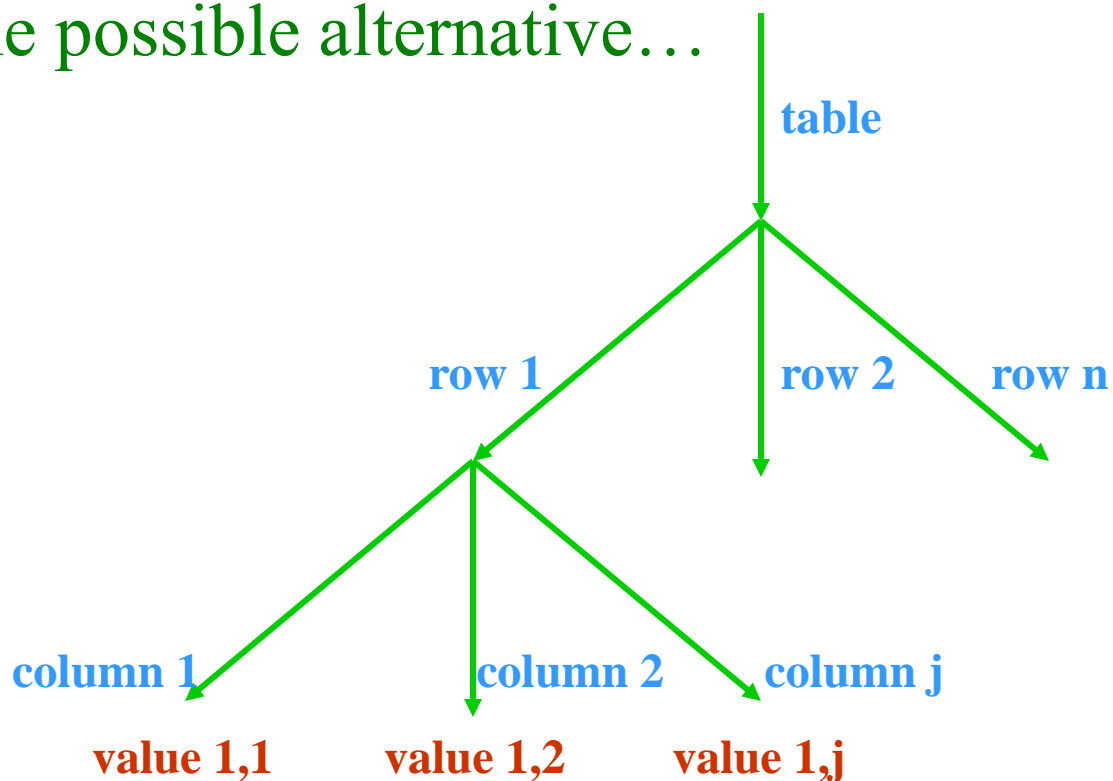 e possible alternative…
table
row 1 row 2 row n
column 1 column 2 column j
value 1,1 value 1,2 value 1,j